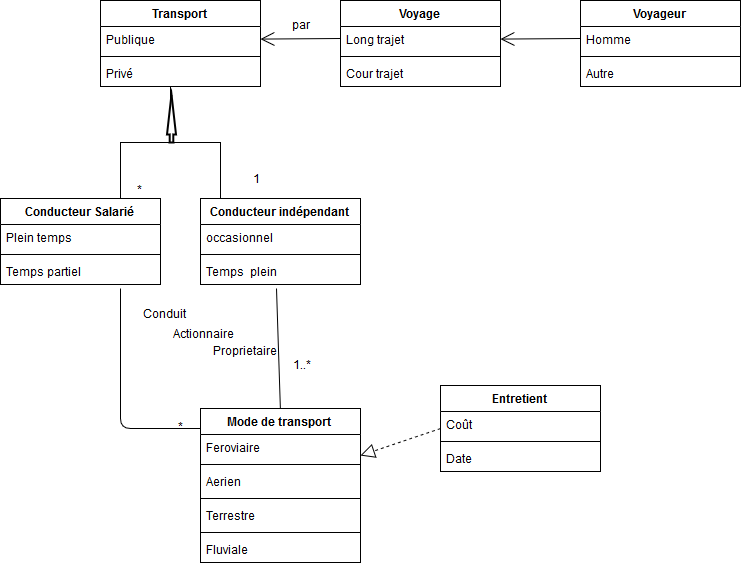 Transport
Publique
Privé
par
Voyage
Long trajet
Cour trajet
Voyageur
Homme
Autre
*
1
Conducteur Salarié
Plein temps
Temps partiel
Conducteur indépendant
occasionnel
Temps  plein
Conduit
Actionnaire
Proprietaire
1..*
*
Mode de transport
Feroviaire
Aerien
Terrestre
Fluviale
Entretient
Coût
Date